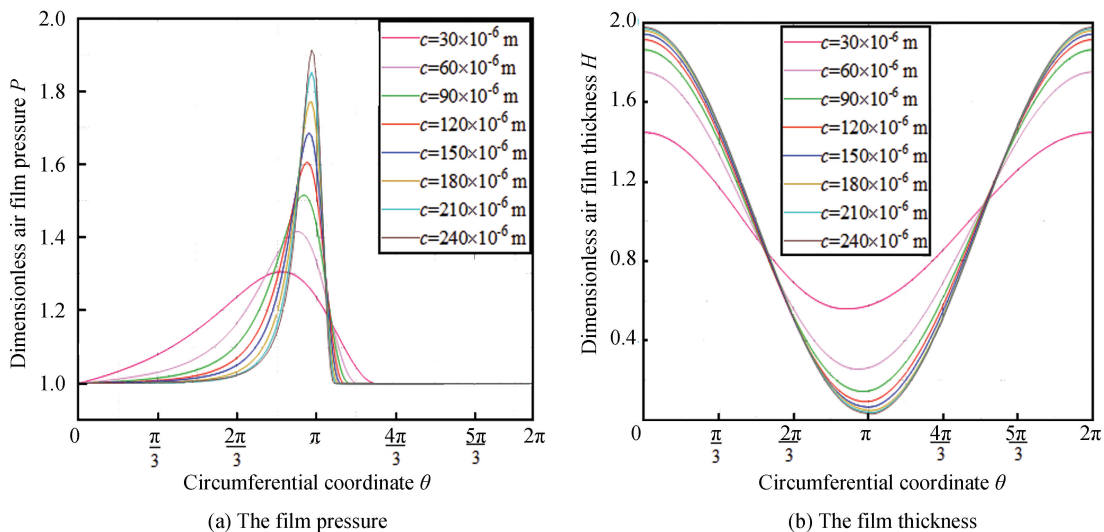 2.0
1.8
1.6
1.4
1.2
1.0
Dimensionless air film pressure P
c=30×10⁻⁶ m
c=60×10⁻⁶ m
c=90×10⁻⁶ m
c=120×10⁻⁶ m
c=150×10⁻⁶ m
c=180×10⁻⁶ m
c=210×10⁻⁶ m
c=240×10⁻⁶ m
0 π/3 2π/3 π 4π/3 5π/3 2π
Circumferential coordinate θ
(a) The film pressure
2.0
1.6
1.2
0.8
0.4
Dimensionless air film thickness H
c=30×10⁻⁶ m
c=60×10⁻⁶ m
c=90×10⁻⁶ m
c=120×10⁻⁶ m
c=150×10⁻⁶ m
c=180×10⁻⁶ m
c=210×10⁻⁶ m
c=240×10⁻⁶ m
0 π/3 2π/3 π 4π/3 5π/3 2π
Circumferential coordinate θ
(b) The film thickness